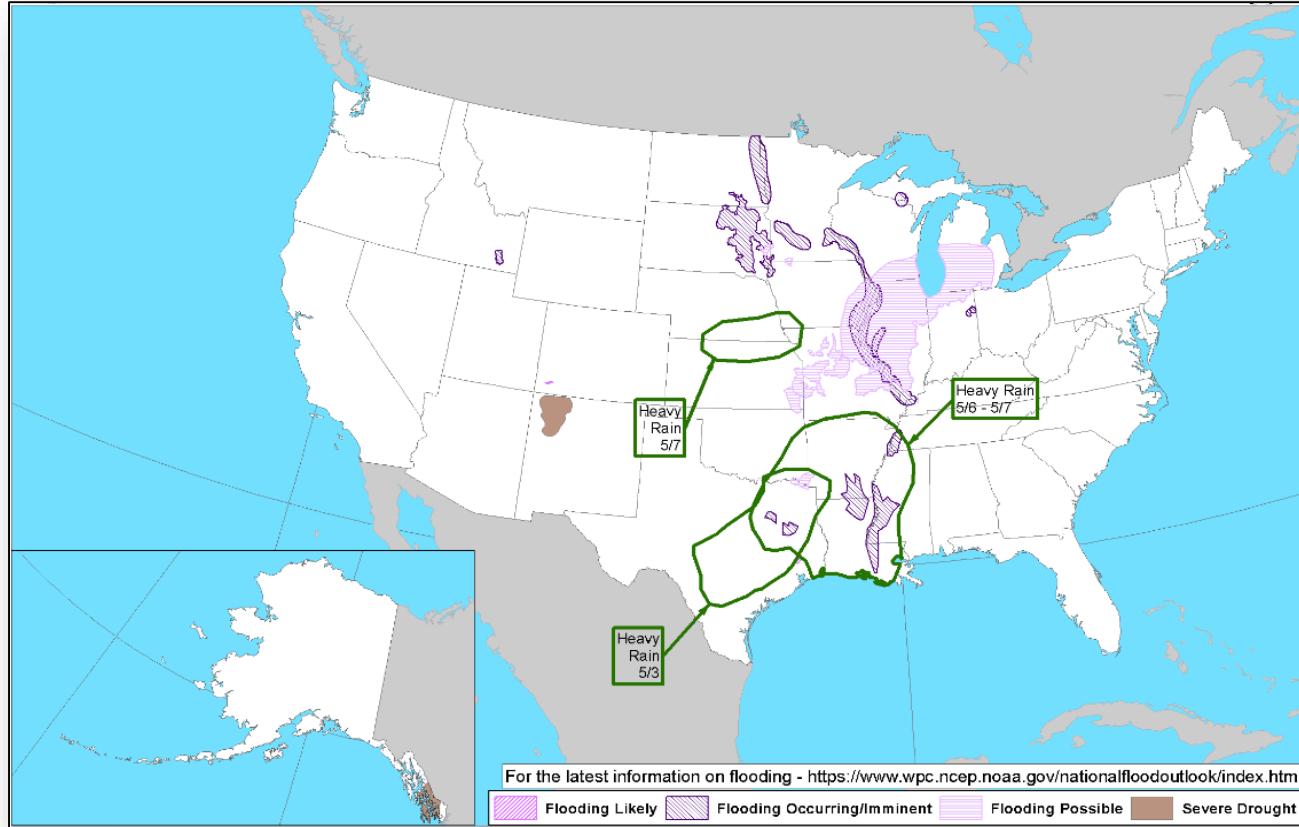 Heavy Rain
5/6 - 5/7
Heavy
Rain
5/7
Heavy
Rain
5/3
For the latest information on flooding - https://www.wpc.ncep.noaa.gov/nationalfloodoutlook/index.htm
Flooding Likely
Flooding Occurring/Imminent
Flooding Possible
Severe Drought